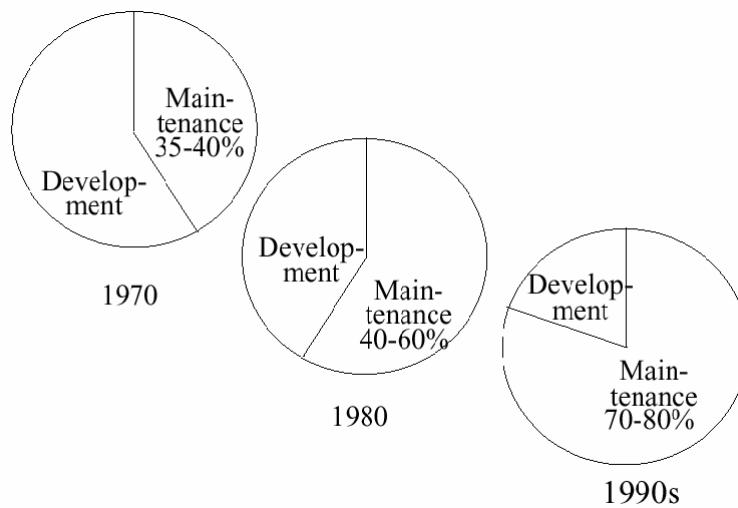 Main-
tenance
35-40%
Develop-
ment
1970
Develop-
ment
Main-
tenance
40-60%
1980
Develop-
ment
Main-
tenance
70-80%
1990s